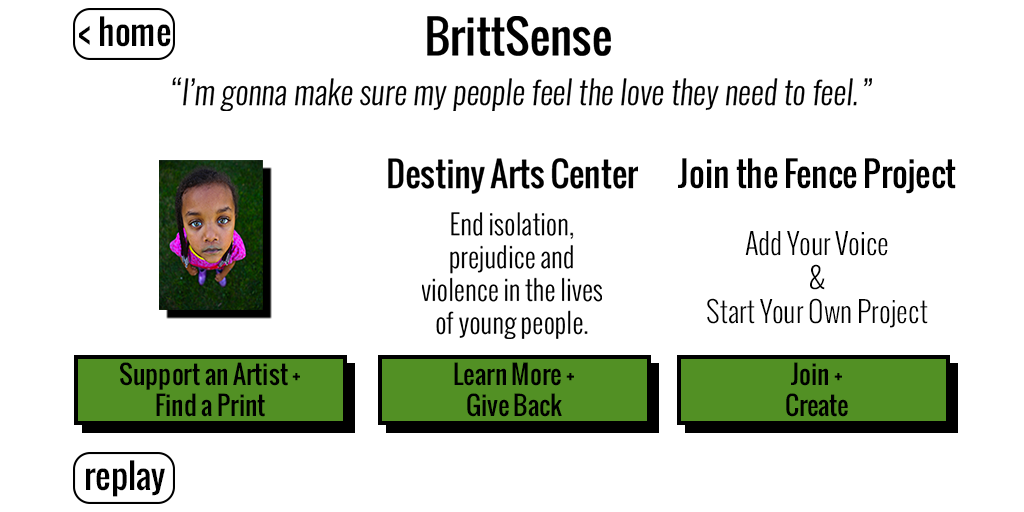 < home
BrittSense
“I’m gonna make sure my people feel the love they need to feel.”
Destiny Arts Center
End isolation,
prejudice and
violence in the lives
of young people.
Join the Fence Project
Add Your Voice
&
Start Your Own Project
Support an Artist +
Find a Print
Learn More +
Give Back
Join +
Create
replay